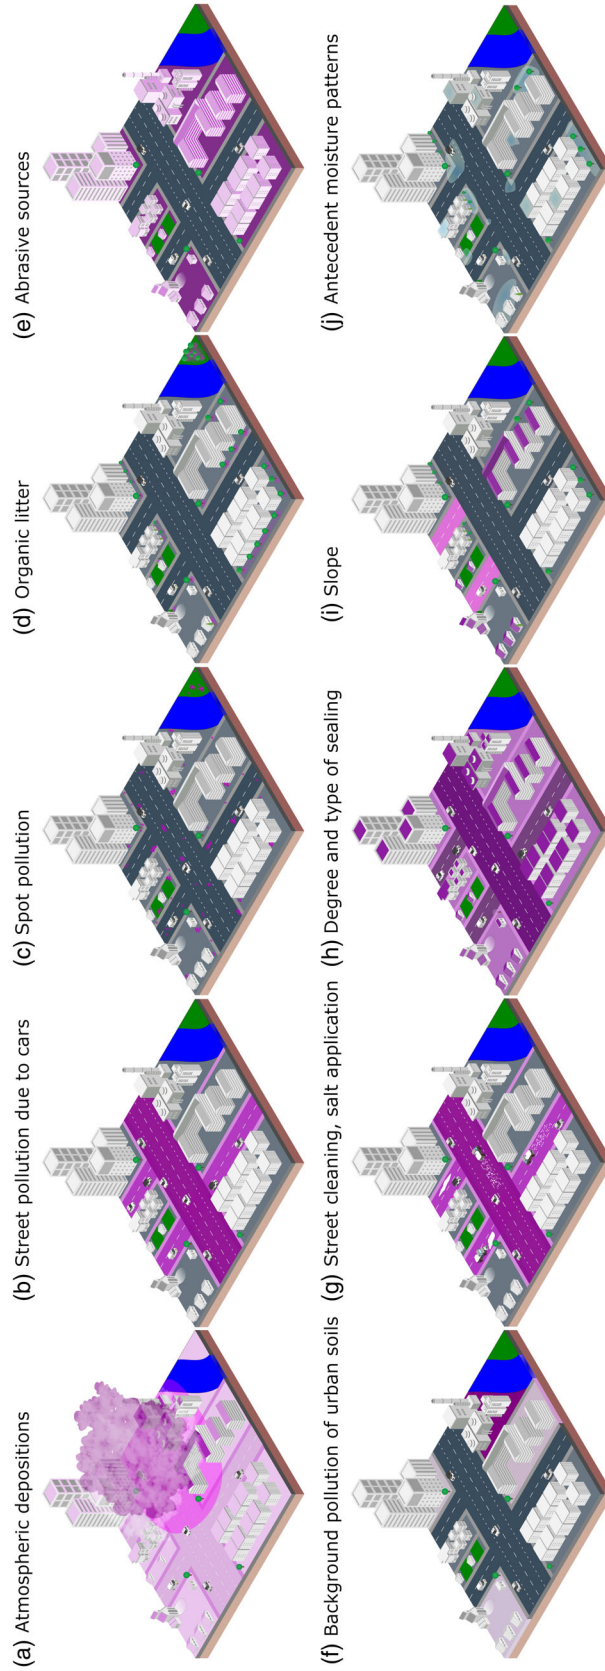 (a) Atmospheric depositions
(b) Street pollution due to cars
(c) Spot pollution
(d) Organic litter
(e) Abrasive sources
(f) Background pollution of urban soils
(g) Street cleaning, salt application
(h) Degree and type of sealing
(i) Slope
(j) Antecedent moisture patterns